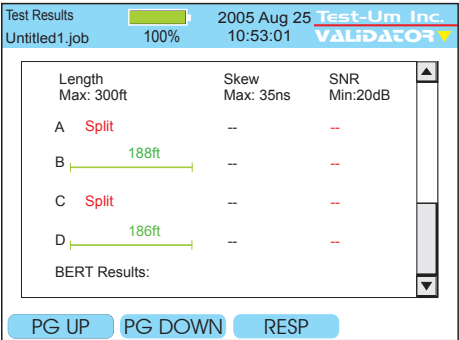 Test Results 2005 Aug 25 Test-Um Inc.
Untitled1.job 100% 10:53:01 VALiDATOR
Length Skew SNR
Max: 300ft Max: 35ns Min:20dB
A Split -- --
B 188ft -- --
C Split -- --
D 186ft -- --
BERT Results:
PG UP PG DOWN RESP